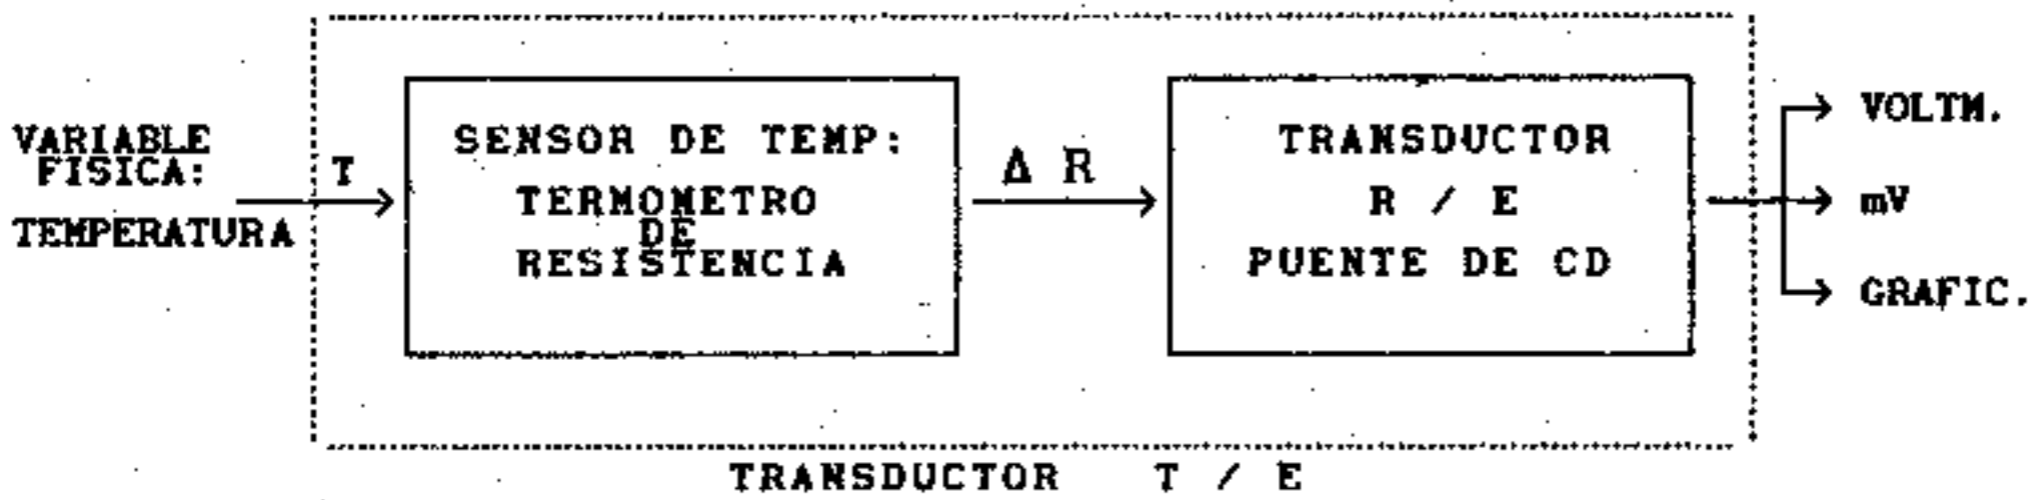 VARIABLE
FISICA:
TEMPERATURA
T
SENSOR DE TEMP:
TERMOMETRO
DE
RESISTENCIA
Δ R
TRANSDUCTOR
R / E
PUENTE DE CD
VOLTM.
mV
GRAFIC.
TRANSDUCTOR T / E